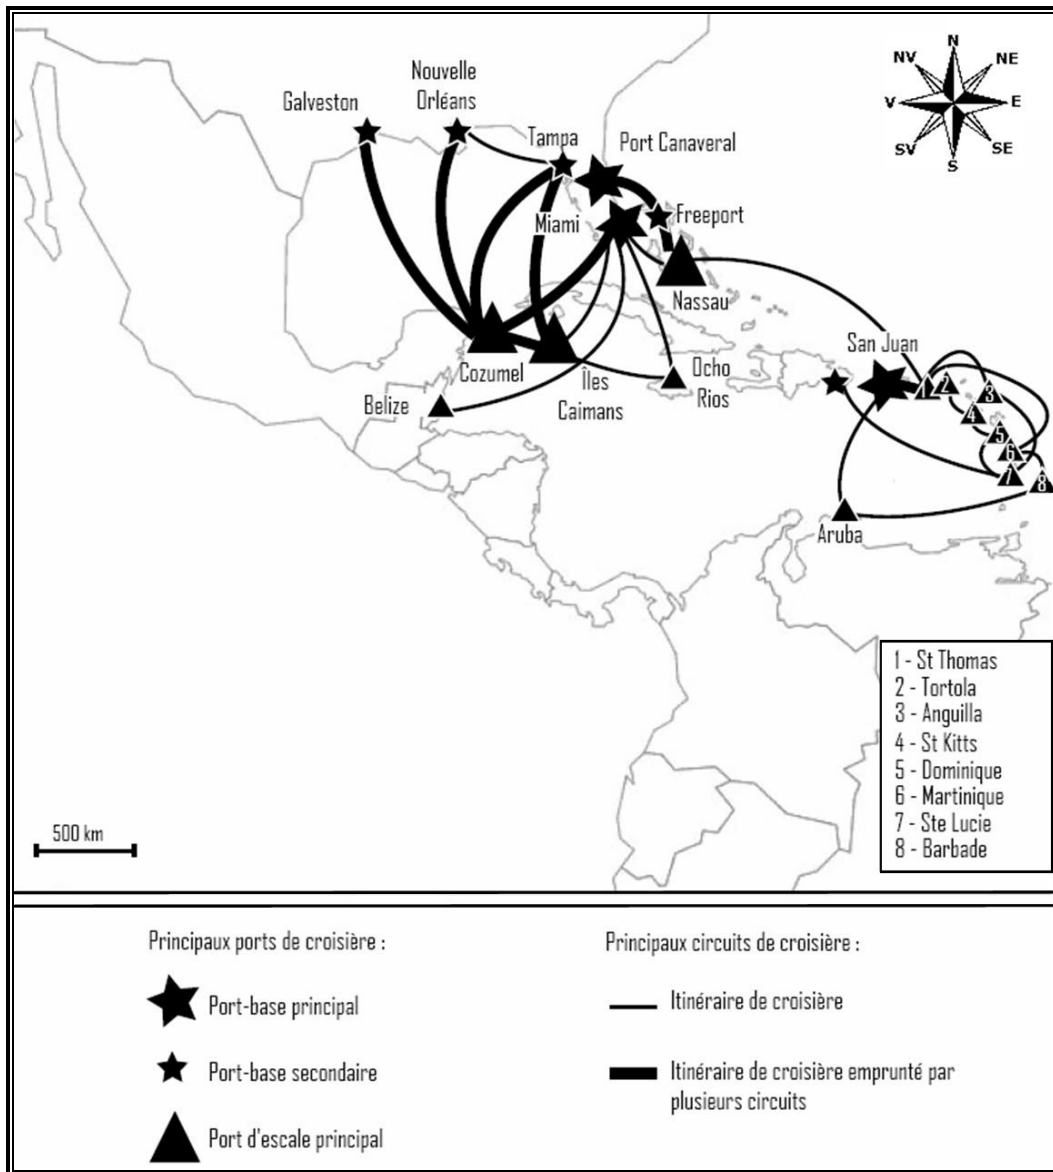 N
NV
NE
V
E
SV
SE
S
Nouvelle
Orléans
Galveston
Tampa
Port Canaveral
Miami
Freeport
Nassau
San Juan
Cozumel
Îles
Caimans
Ocho
Rios
Belize
1
2
3
4
5
6
7
8
Aruba
1 - St Thomas
2 - Tortola
3 - Anguilla
4 - St Kitts
5 - Dominique
6 - Martinique
7 - Ste Lucie
8 - Barbade
500 km
Principaux ports de croisière :
Port-base principal
Port-base secondaire
Port d'escale principal
Principaux circuits de croisière :
Itinéraire de croisière
Itinéraire de croisière emprunté par
plusieurs circuits